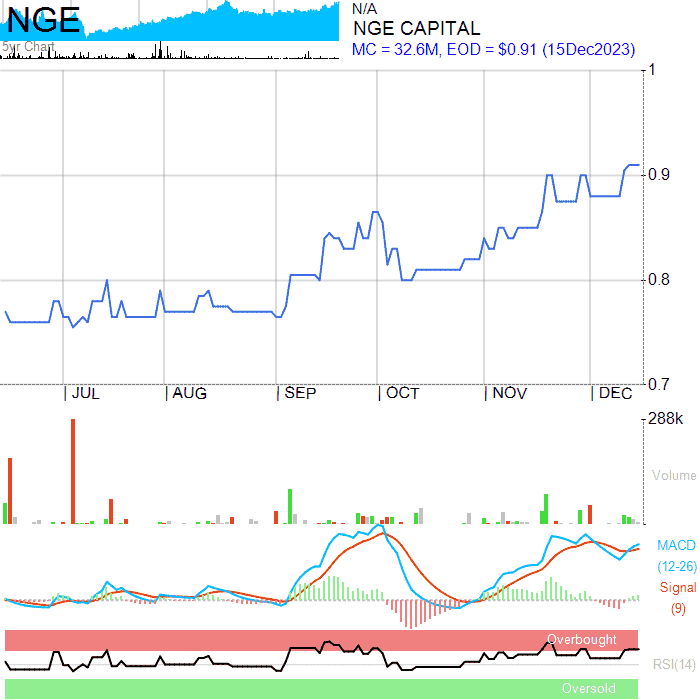 NGE
5yr Chart
N/A
NGE CAPITAL
MC = 32.6M, EOD = $0.91 (15Dec2023)
1
0.9
0.8
0.7
| JUL | AUG | SEP | OCT | NOV | DEC
288k
Volume
MACD
(12-26)
Signal
(9)
Overbought
RSI(14)
Oversold